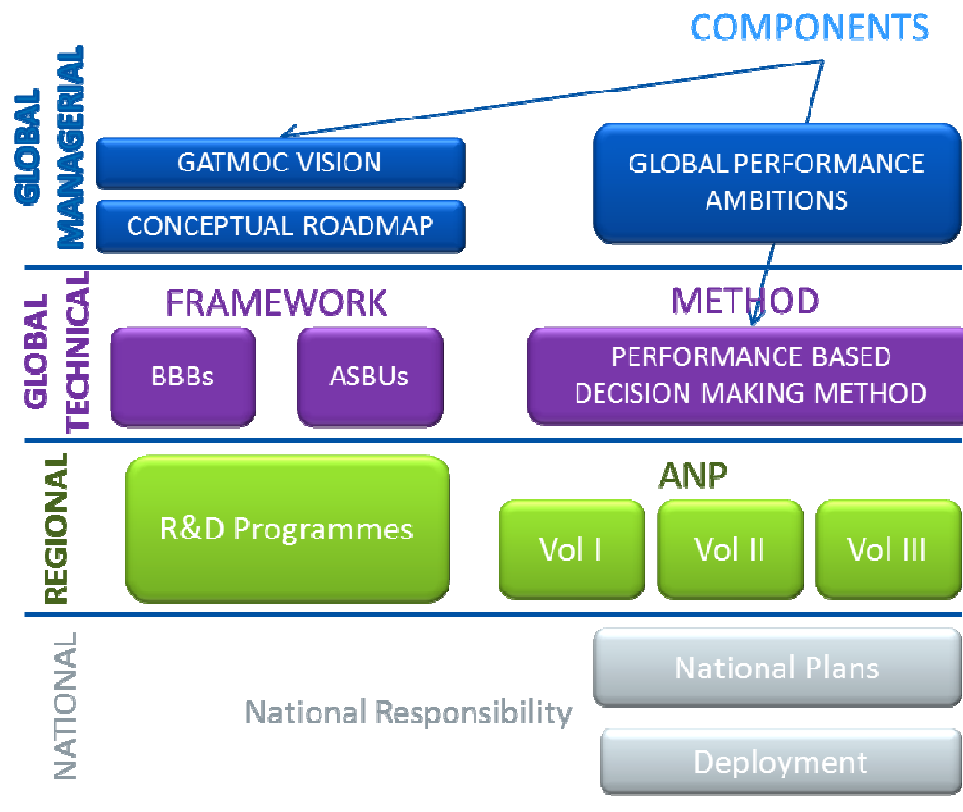 COMPONENTS
GLOBAL
MANAGERIAL
GATMOC VISION
CONCEPTUAL ROADMAP
GLOBAL PERFORMANCE
AMBITIONS
GLOBAL
TECHNICAL
FRAMEWORK
BBBs
ASBUs
METHOD
PERFORMANCE BASED
DECISION MAKING METHOD
REGIONAL
R&D Programmes
ANP
Vol I
Vol II
Vol III
NATIONAL
National Responsibility
National Plans
Deployment